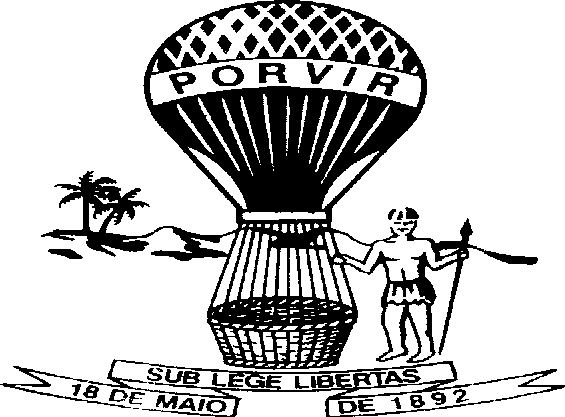 PORVIR
SUB LEGE LIBERTAS
18 DE MAIO DE 1892